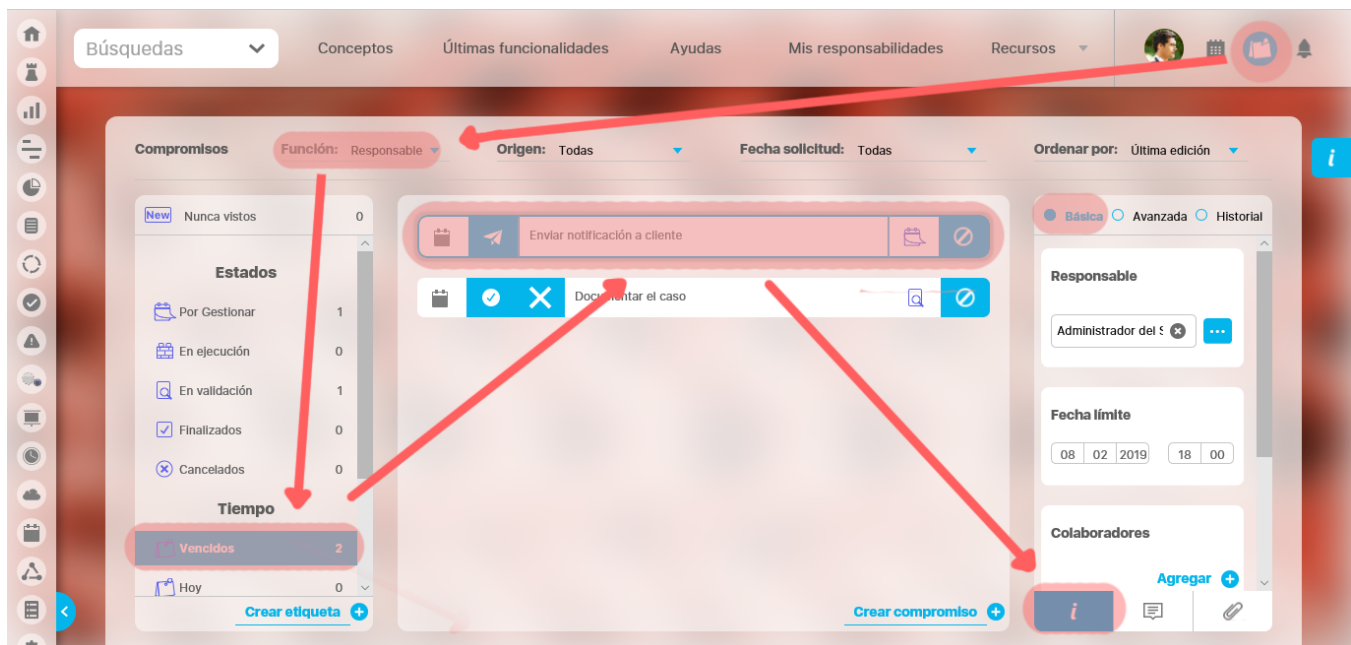 Búsquedas
Conceptos
Últimas funcionalidades
Ayudas
Mis responsabilidades
Recursos
Compromisos
Función: Responsable
Origen: Todas
Fecha solicitud: Todas
Ordenar por: Última edición
i
New Nunca vistos 0
Estados
Por Gestionar 1
En ejecución 0
En validación 1
Finalizados 0
Cancelados 0
Tiempo
Vencidos 2
Hoy 0
Crear etiqueta
Enviar notificación a cliente
Documentar el caso
Crear compromiso
Básica Avanzada Historial
Responsable
Administrador del S
Fecha límite
08 02 2019 18 00
Colaboradores
Agregar
i